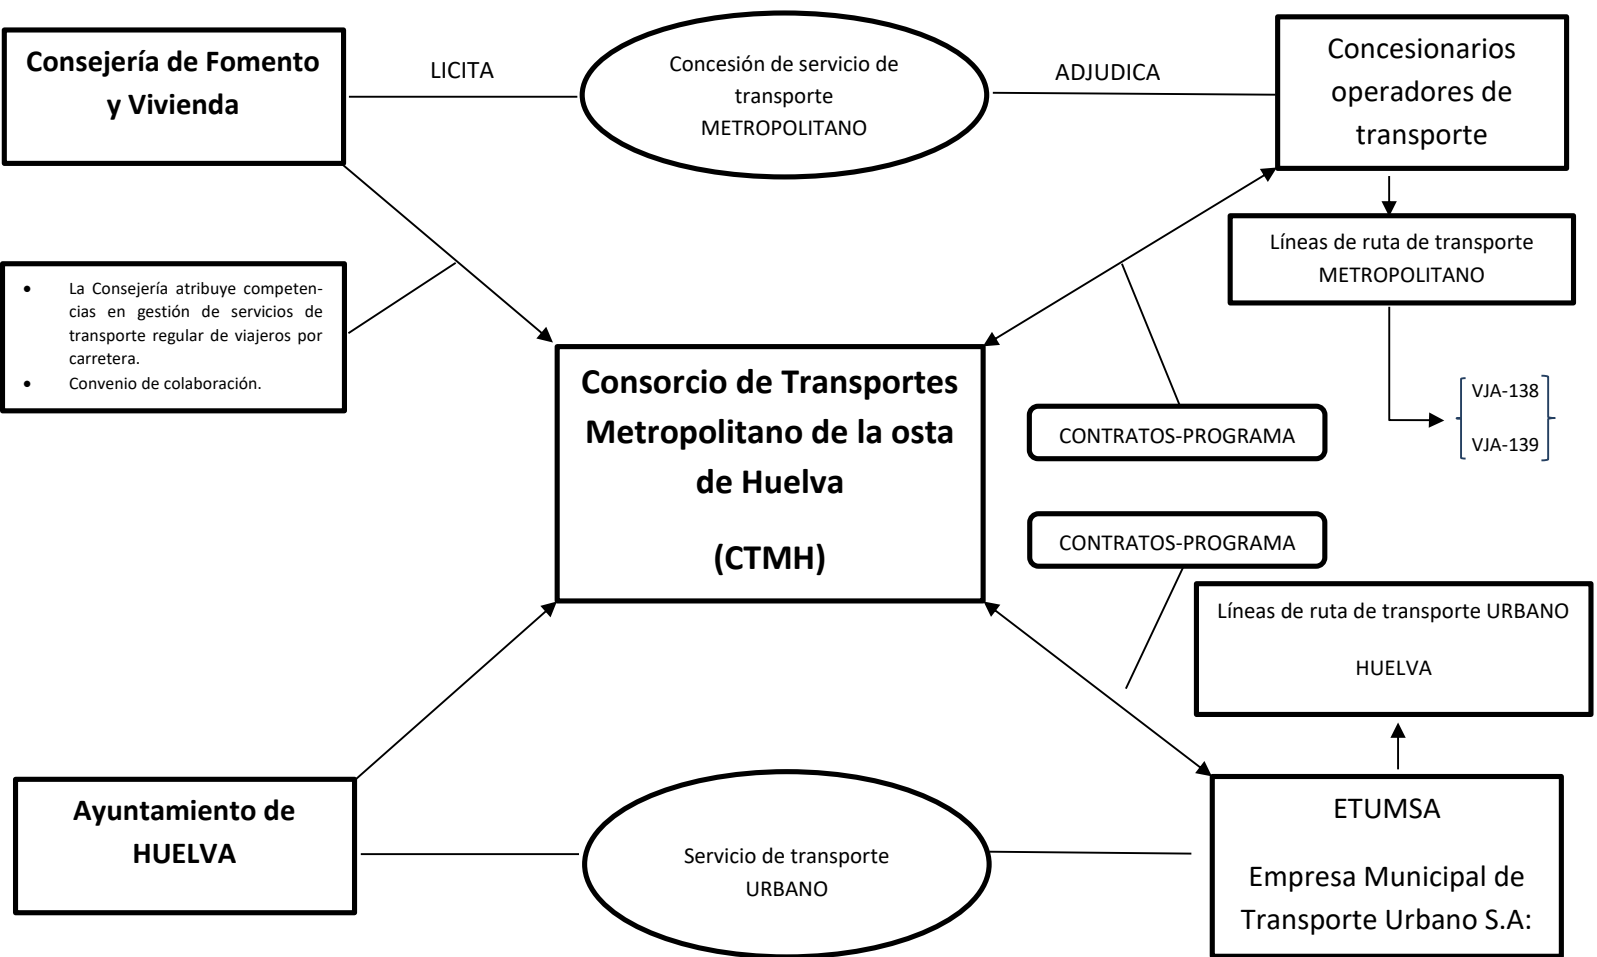 Consejería de Fomento
y Vivienda
LICITA
Concesión de servicio de
transporte
METROPOLITANO
ADJUDICA
Concesionarios
operadores de
transporte
Líneas de ruta de transporte
METROPOLITANO
• La Consejería atribuye competen-
cias en gestión de servicios de
transporte regular de viajeros por
carretera.
• Convenio de colaboración.
Consorcio de Transportes
Metropolitano de la osta
de Huelva
(CTMH)
CONTRATOS-PROGRAMA
VJA-138
VJA-139
CONTRATOS-PROGRAMA
Líneas de ruta de transporte URBANO
HUELVA
Ayuntamiento de
HUELVA
Servicio de transporte
URBANO
ETUMSA
Empresa Municipal de
Transporte Urbano S.A: